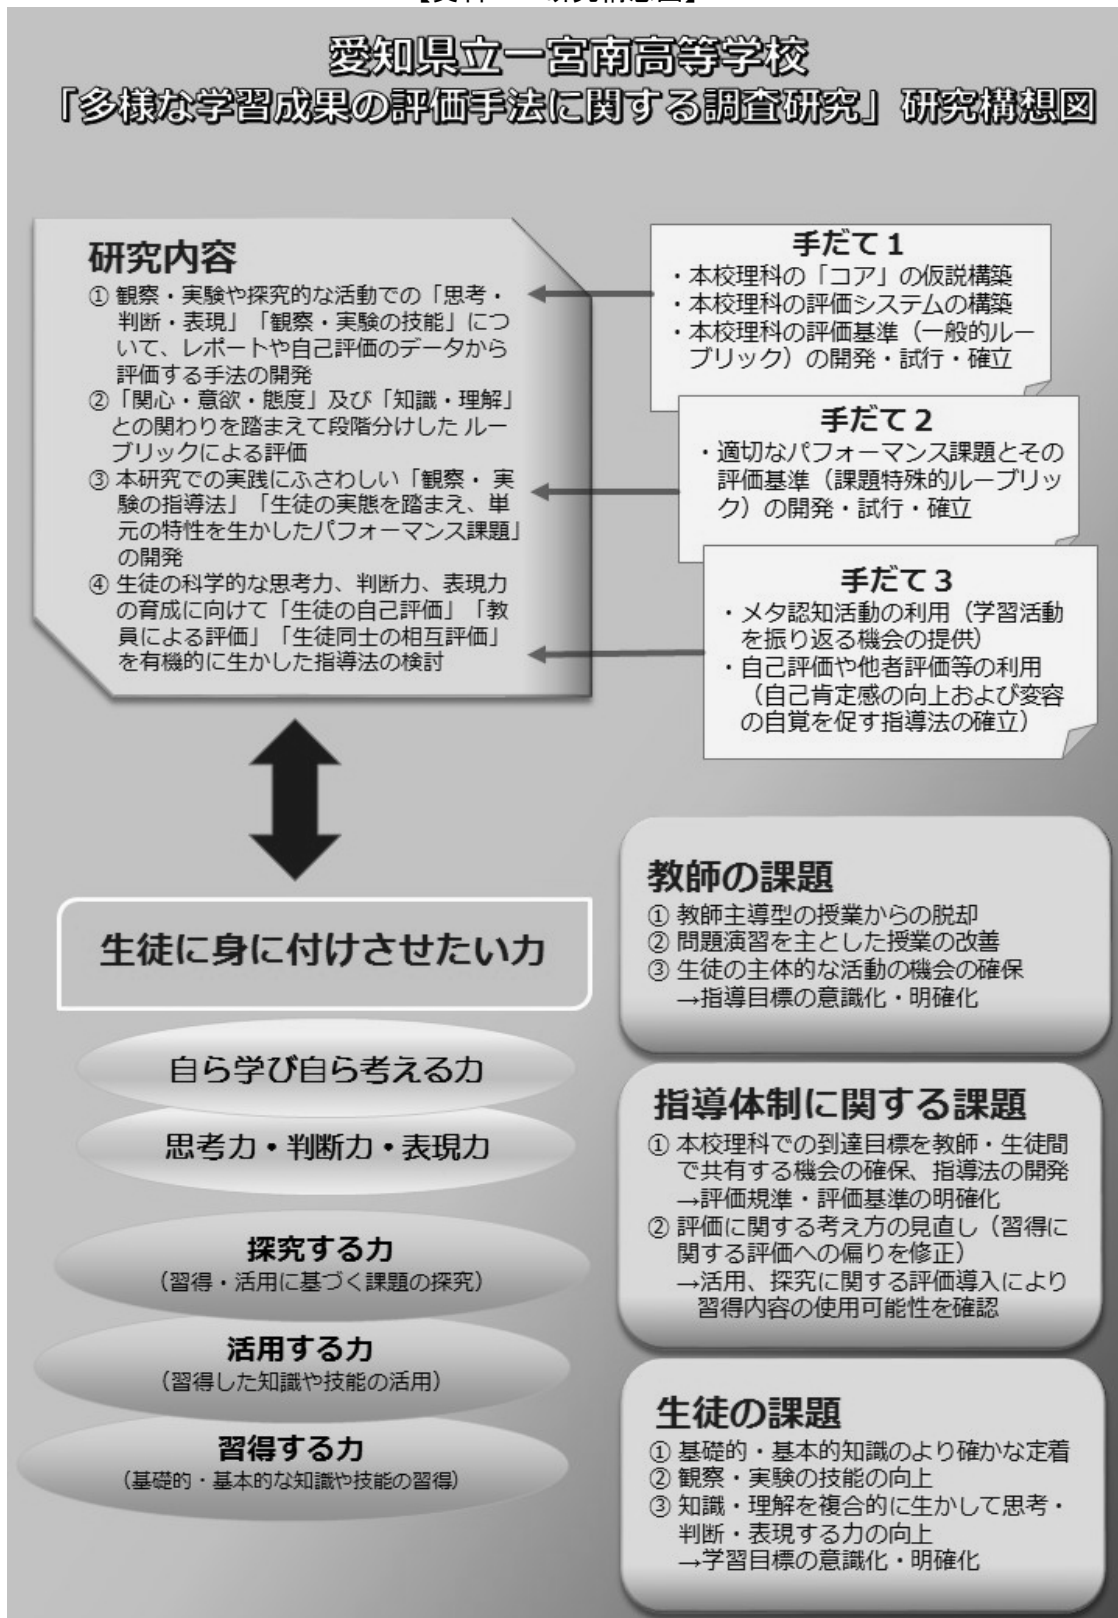 愛知県立一宮南高等学校
「多様な学習成果の評価手法に関する調査研究」研究構想図
研究内容
① 観察・実験や探究的な活動での「思考・
判断・表現」「観察・実験の技能」につ
いて、レポートや自己評価のデータから
評価する手法の開発
②「関心・意欲・態度」及び「知識・理解」
との関わりを踏まえて段階分けした ルー
ブリックによる評価
③ 本研究での実践にふさわしい「観察・ 実
験の指導法」「生徒の実態を踏まえ、単
元の特性を生かしたパフォーマンス課題」
の開発
④ 生徒の科学的な思考力、判断力、表現力
の育成に向けて「生徒の自己評価」「教
員による評価」「生徒同士の相互評価」
を有機的に生かした指導法の検討
手だて１
・本校理科の「コア」の仮説構築
・本校理科の評価システムの構築
・本校理科の評価基準（一般的ルー
ブリック）の開発・試行・確立
手だて２
・適切なパフォーマンス課題とその
評価基準（課題特殊的ルーブリッ
ク）の開発・試行・確立
手だて３
・メタ認知活動の利用（学習活動
を振り返る機会の提供）
・自己評価や他者評価等の利用
（自己肯定感の向上および変容
の自覚を促す指導法の確立）
生徒に身に付けさせたい力
自ら学び自ら考える力
思考力・判断力・表現力
探究する力
（習得・活用に基づく課題の探究）
活用する力
（習得した知識や技能の活用）
習得する力
（基礎的・基本的な知識や技能の習得）
教師の課題
① 教師主導型の授業からの脱却
② 問題演習を主とした授業の改善
③ 生徒の主体的な活動の機会の確保
→指導目標の意識化・明確化
指導体制に関する課題
① 本校理科での到達目標を教師・生徒間
で共有する機会の確保、指導法の開発
→評価規準・評価基準の明確化
② 評価に関する考え方の見直し（習得に
関する評価への偏りを修正）
→活用、探究に関する評価導入により
習得内容の使用可能性を確認
生徒の課題
① 基礎的・基本的知識のより確かな定着
② 観察・実験の技能の向上
③ 知識・理解を複合的に生かして思考・
判断・表現する力の向上
→学習目標の意識化・明確化